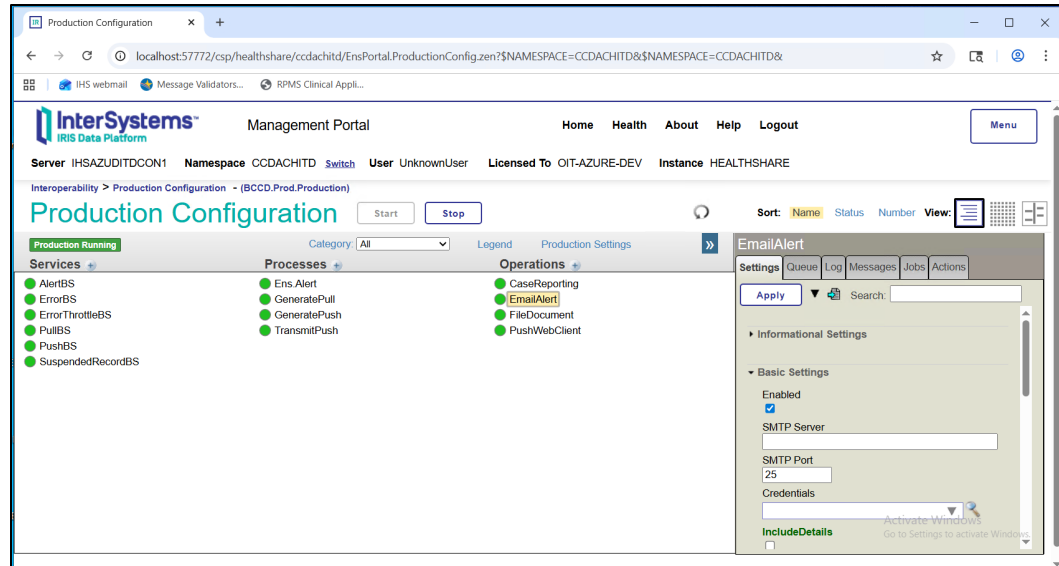 Production Configuration
localhost:57772/csp/healthshare/ccdachitd/EnsPortal.ProductionConfig.zen?$NAMESPACE=CCDACHITD&$NAMESPACE=CCDACHITD&
IHS webmail Message Validators... RPMS Clinical Appli...
InterSystems™ Management Portal Home Health About Help Logout Menu
IRIS Data Platform
Server IHSAZUDITDCON1 Namespace CCDACHITD Switch User UnknownUser Licensed To OIT-AZURE-DEV Instance HEALTHSHARE
Interoperability > Production Configuration - (BCCD.Prod.Production)
Production Configuration Start Stop Sort: Name Status Number View:
Production Running Category: All Legend Production Settings »
Services Processes Operations
AlertBS Ens.Alert CaseReporting
ErrorBS GeneratePull EmailAlert
ErrorThrottleBS GeneratePush FileDocument
PullBS TransmitPush PushWebClient
PushBS
SuspendedRecordBS
EmailAlert
Settings Queue Log Messages Jobs Actions
Apply Search:
Informational Settings
Basic Settings
Enabled
SMTP Server
SMTP Port
25
Credentials
Activate Windows
IncludeDetails Go to Settings to activate Windows.